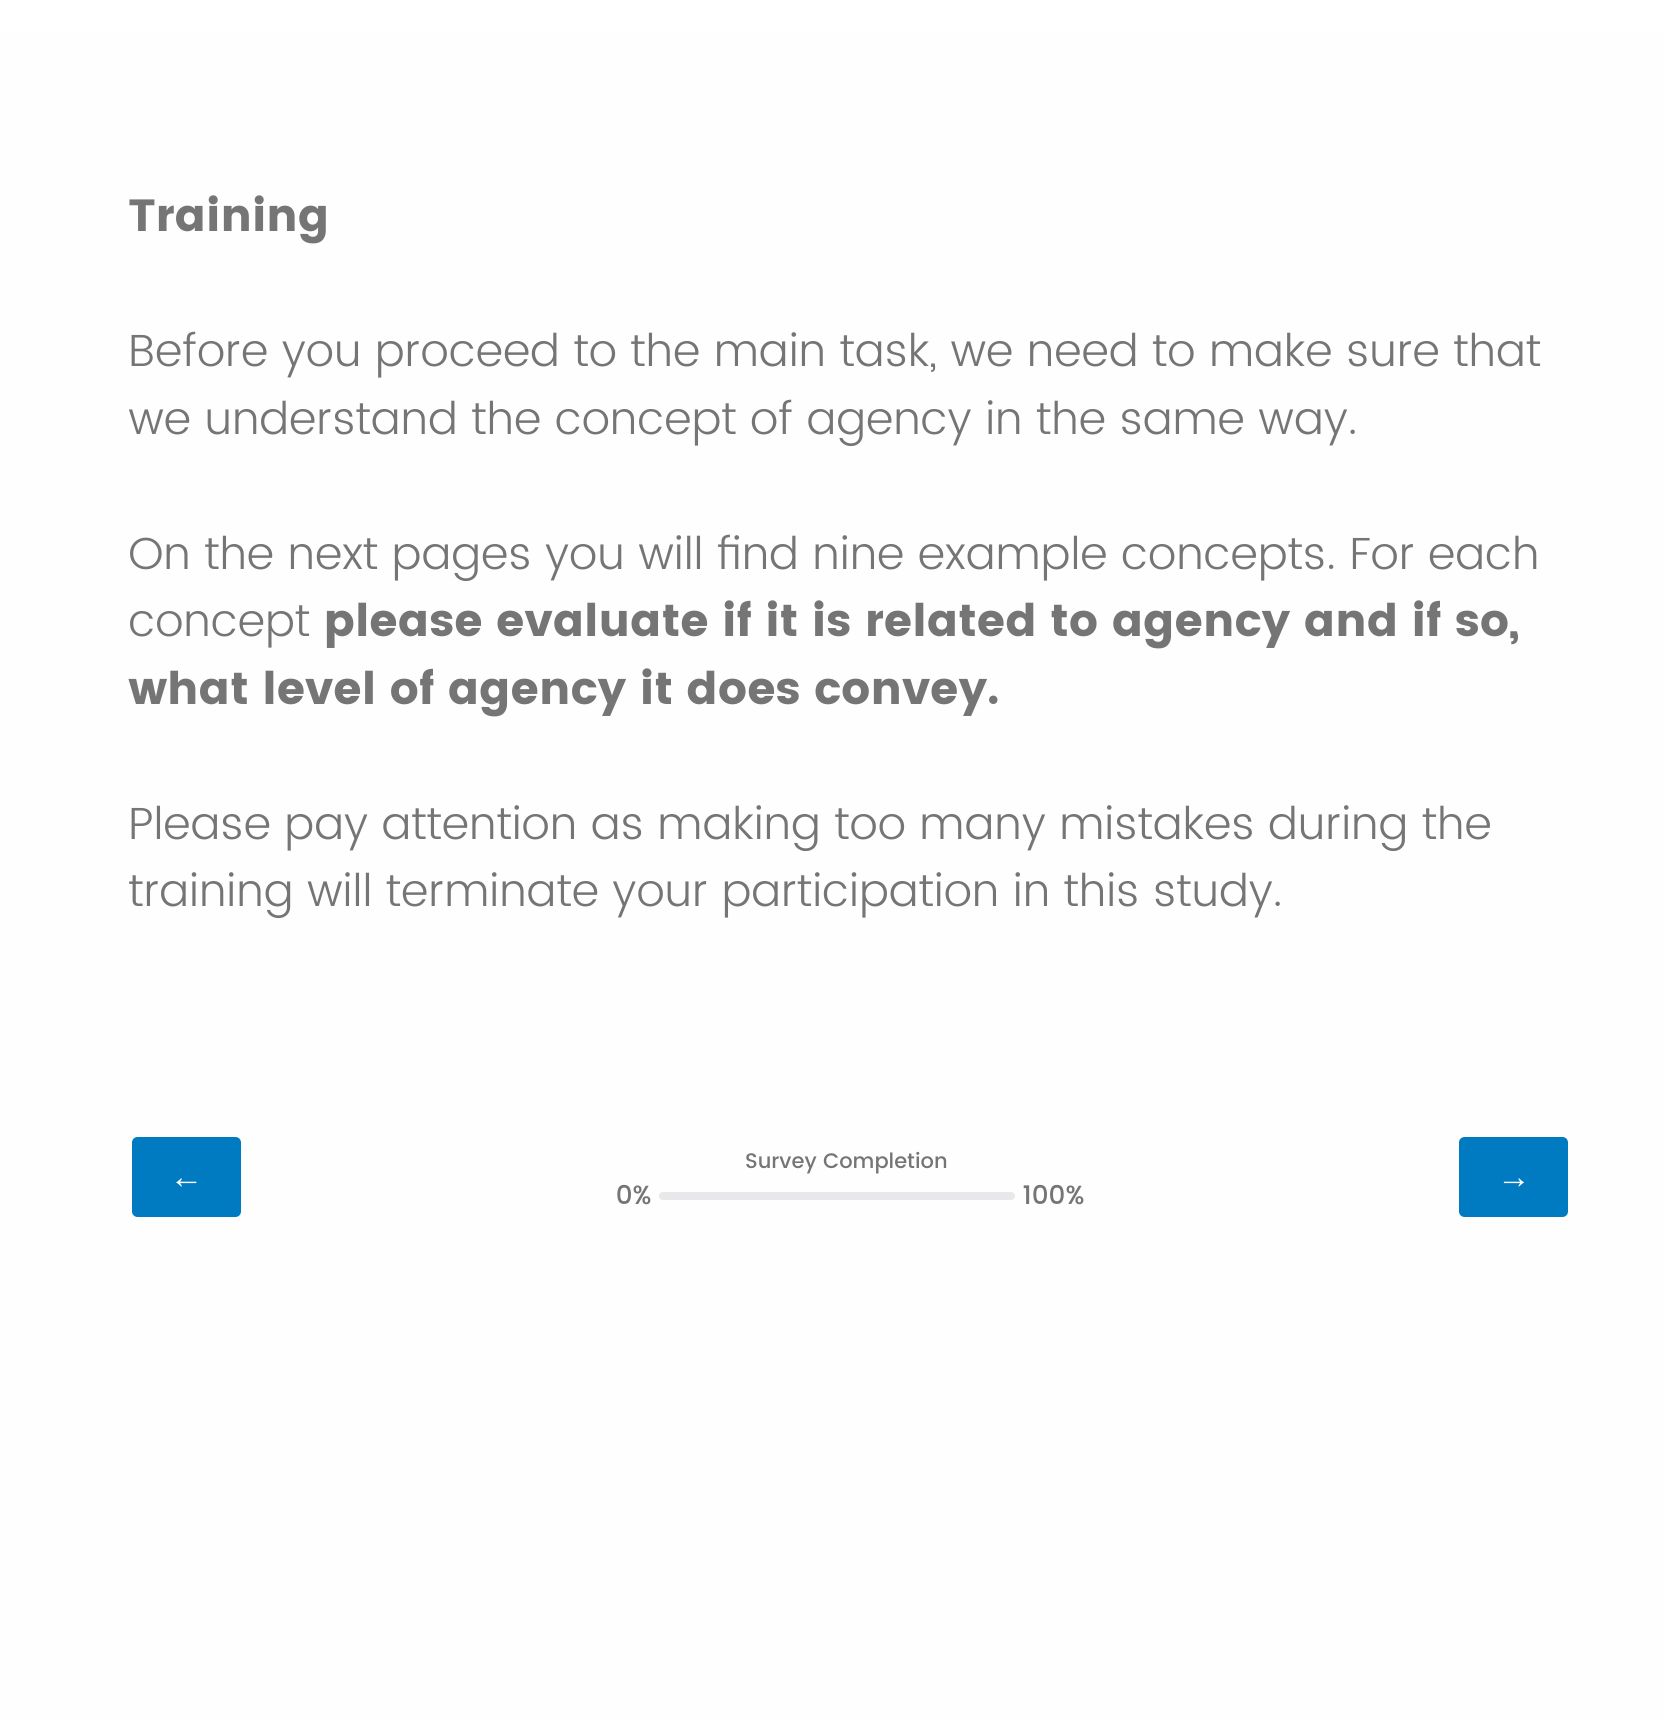 Training
Before you proceed to the main task, we need to make sure that
we understand the concept of agency in the same way.
On the next pages you will find nine example concepts. For each
concept please evaluate if it is related to agency and if so,
what level of agency it does convey.
Please pay attention as making too many mistakes during the
training will terminate your participation in this study.
←
Survey Completion
0% 100%
→